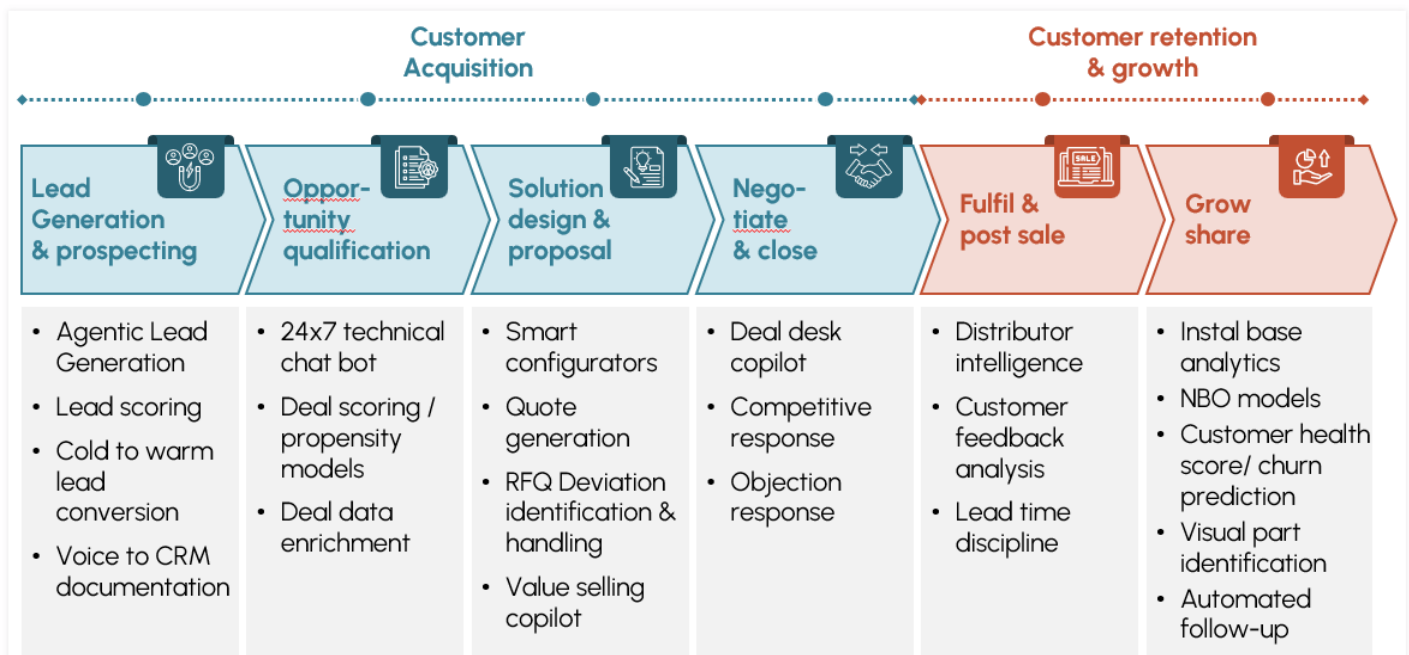 Customer
Acquisition
Customer retention
& growth
Lead
Generation
& prospecting
Oppor-
tunity
qualification
Solution
design &
proposal
Nego-
tiate
& close
SALE
Fulfil &
post sale
Grow
share
• Agentic Lead
Generation
• Lead scoring
• Cold to warm
lead
conversion
• Voice to CRM
documentation
• 24x7 technical
chat bot
• Deal scoring /
propensity
models
• Deal data
enrichment
• Smart
configurators
• Quote
generation
• RFQ Deviation
identification &
handling
• Value selling
copilot
• Deal desk
copilot
• Competitive
response
• Objection
response
• Distributor
intelligence
• Customer
feedback
analysis
• Lead time
discipline
• Instal base
analytics
• NBO models
• Customer health
score/ churn
prediction
• Visual part
identification
• Automated
follow-up